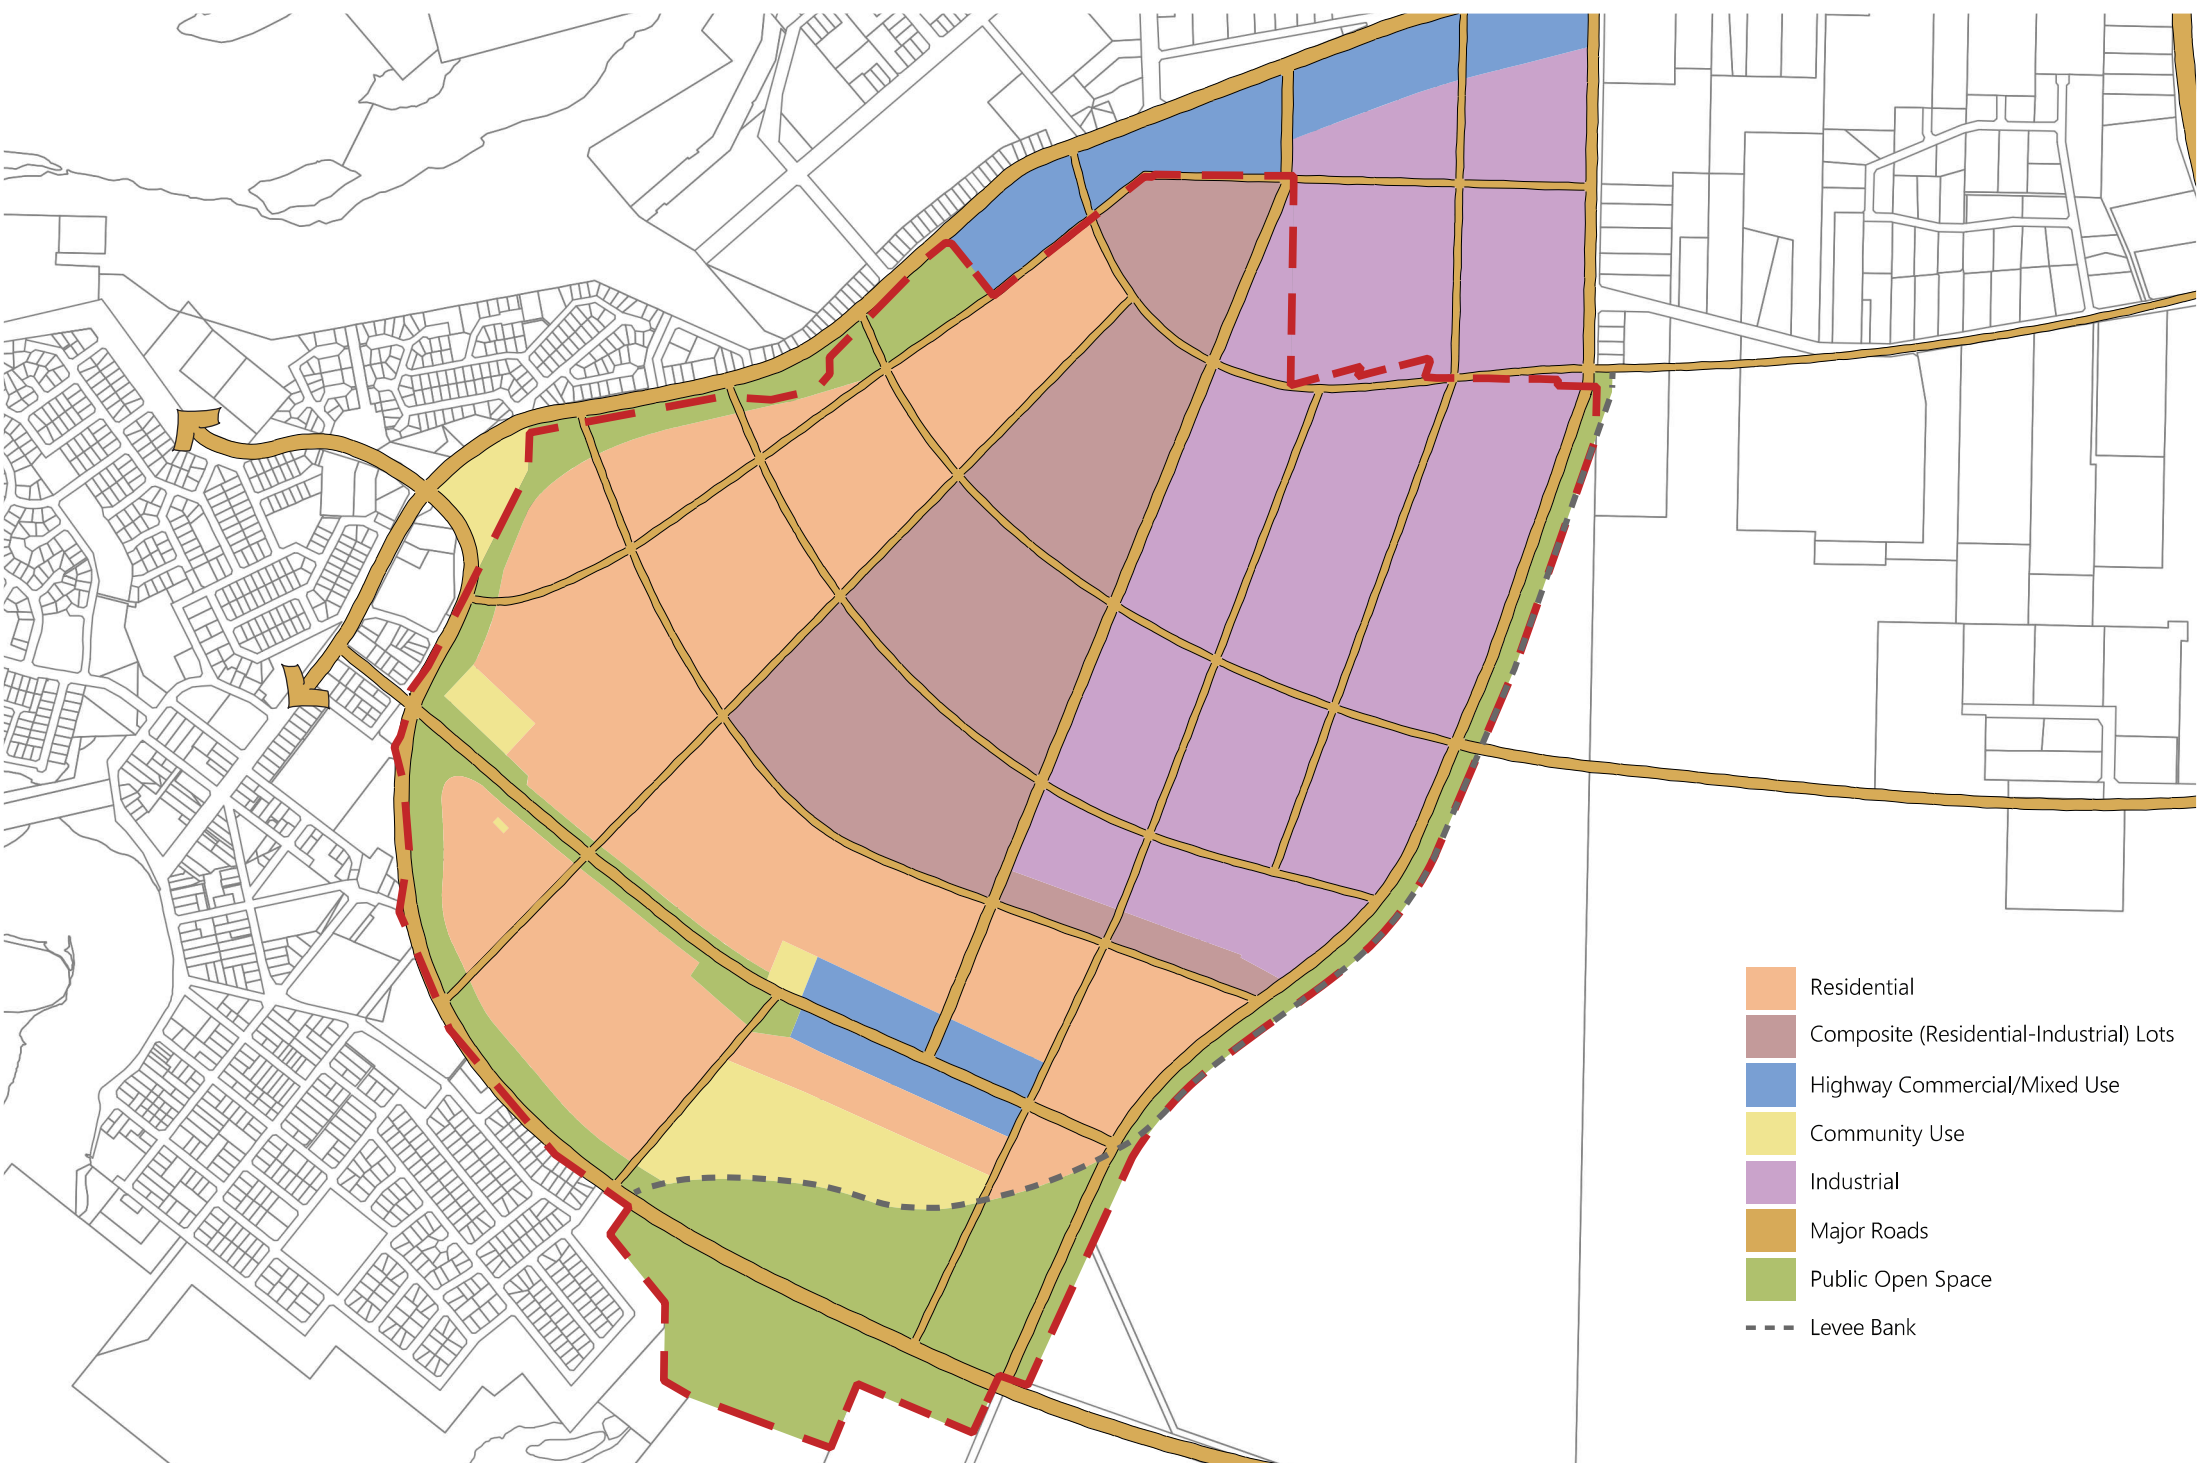 Residential
Composite (Residential-Industrial) Lots
Highway Commercial/Mixed Use
Community Use
Industrial
Major Roads
Public Open Space
Levee Bank